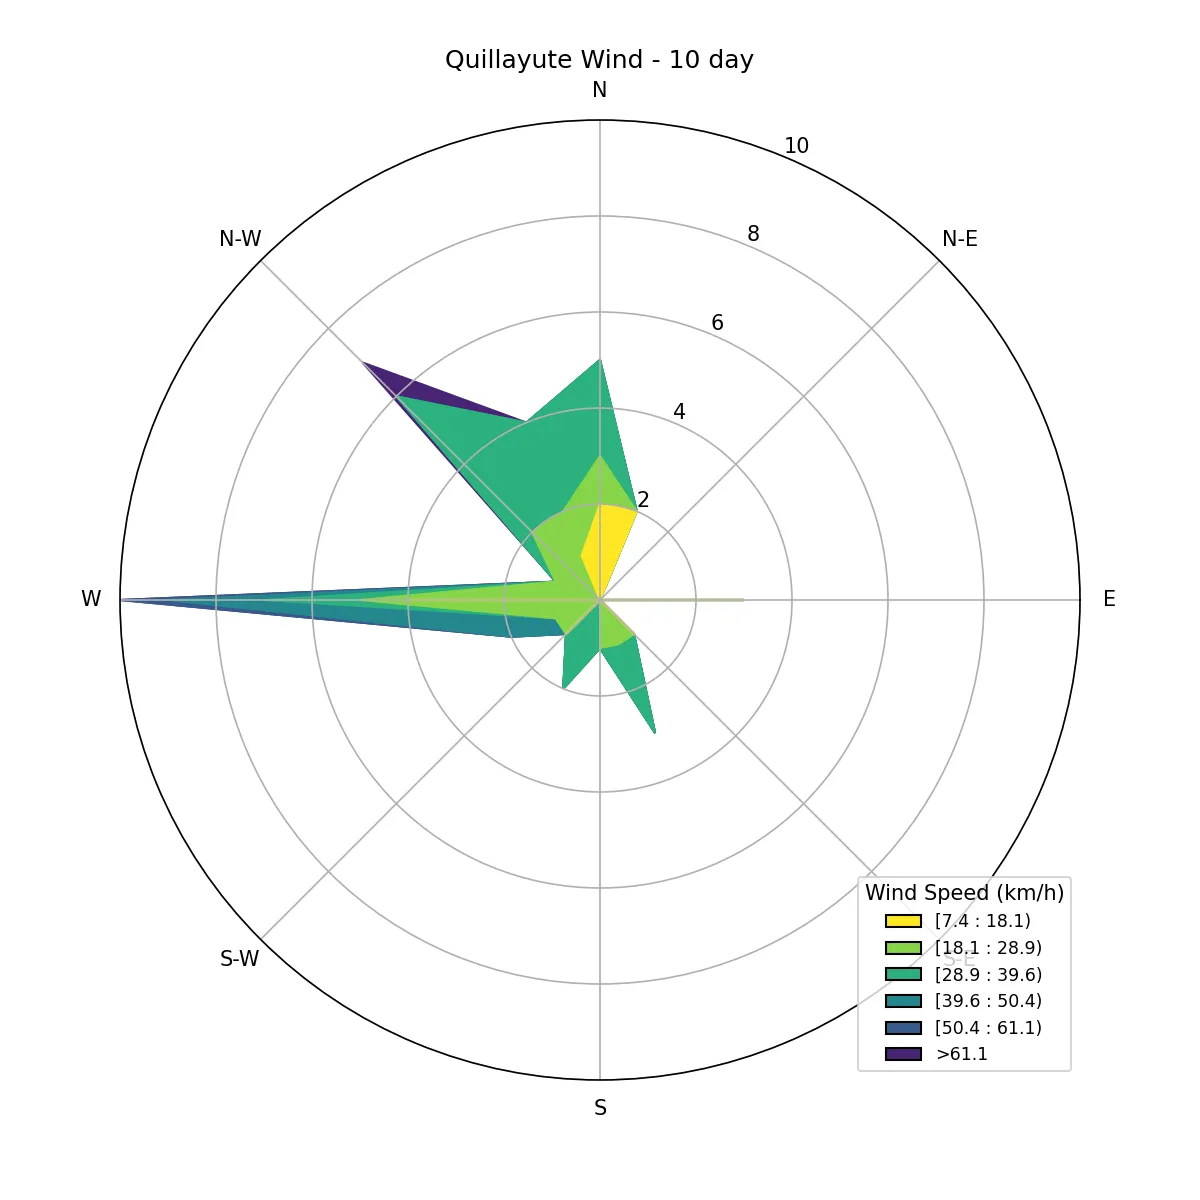 Quillayute Wind - 10 day
N
10
N-W
N-E
8
6
4
2
W
E
S-W
S-E
S
Wind Speed (km/h)
[7.4 : 18.1)
[18.1 : 28.9)
[28.9 : 39.6)
[39.6 : 50.4)
[50.4 : 61.1)
>61.1